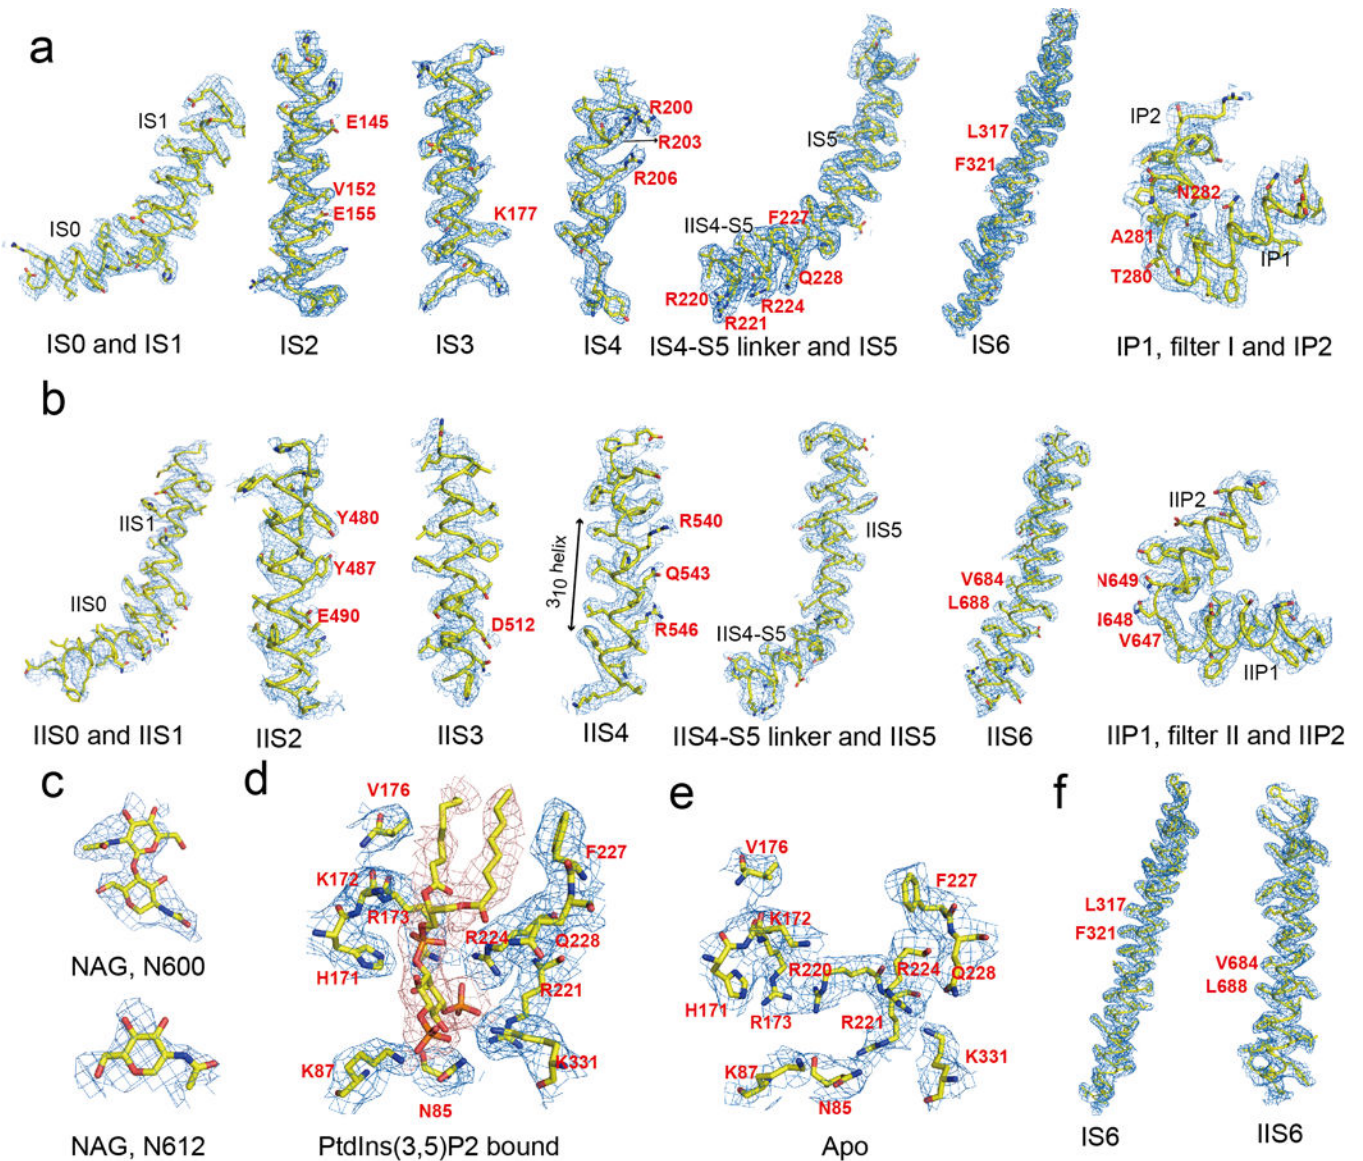 a
IS1
IS0
IS0 and IS1
E145
V152
E155
IS2
K177
IS3
R200
R203
R206
IS4
IS5
IIS4-S5
F227
Q228
R220
R224
R221
IS4-S5 linker and IS5
L317
F321
IS6
IP2
N282
A281
T280
IP1
IP1, filter I and IP2
b
IIS1
IIS0
IIS0 and IIS1
Y480
Y487
E490
IIS2
D512
IIS3
3₁₀ helix
R540
Q543
R546
IIS4
IIS5
IIS4-S5
IIS4-S5 linker and IIS5
V684
L688
IIS6
IIP2
N649
I648
V647
IIP1
IIP1, filter II and IIP2
c
NAG, N600
NAG, N612
d
V176
F227
K172
R173
R224
Q228
H171
R221
K87
K331
N85
PtdIns(3,5)P2 bound
e
V176
F227
K172
R220
R224
Q228
H171
R173
R221
K87
K331
N85
Apo
f
L317
F321
V684
L688
IS6
IIS6